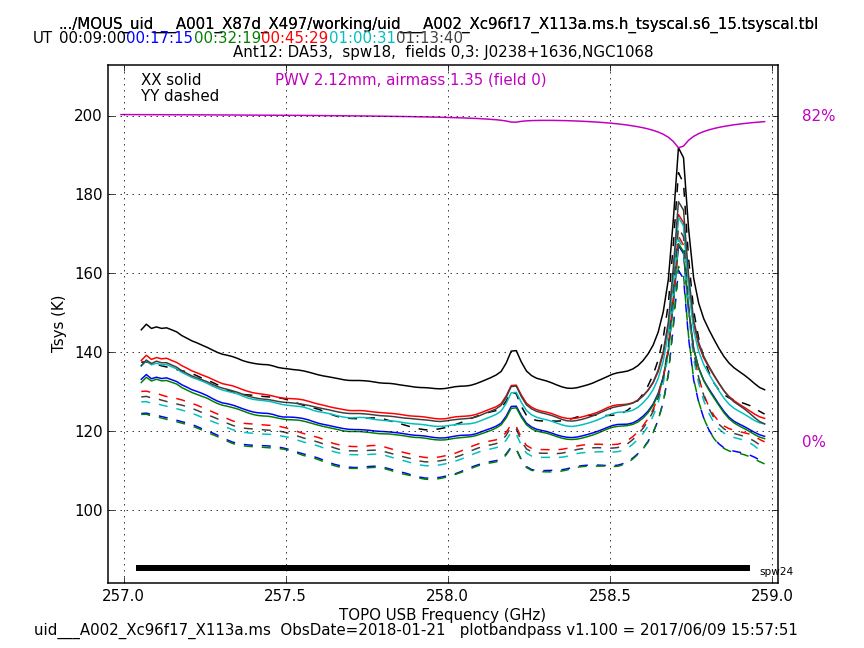 .../MOUS_uid___A001_X87d_X497/working/uid___A002_Xc96f17_X113a.ms.h_tsyscal.s6_15.tsyscal.tbl
UT 00:09:00 00:17:15 00:32:19 00:45:29 01:00:31 01:13:40
Ant12: DA53, spw18, fields 0,3: J0238+1636,NGC1068
XX solid PWV 2.12mm, airmass 1.35 (field 0)
YY dashed
200
82%
180
160
140
120
0%
100
Tsys (K)
spw24
257.0 257.5 258.0 258.5 259.0
TOPO USB Frequency (GHz)
uid___A002_Xc96f17_X113a.ms ObsDate=2018-01-21 plotbandpass v1.100 = 2017/06/09 15:57:51